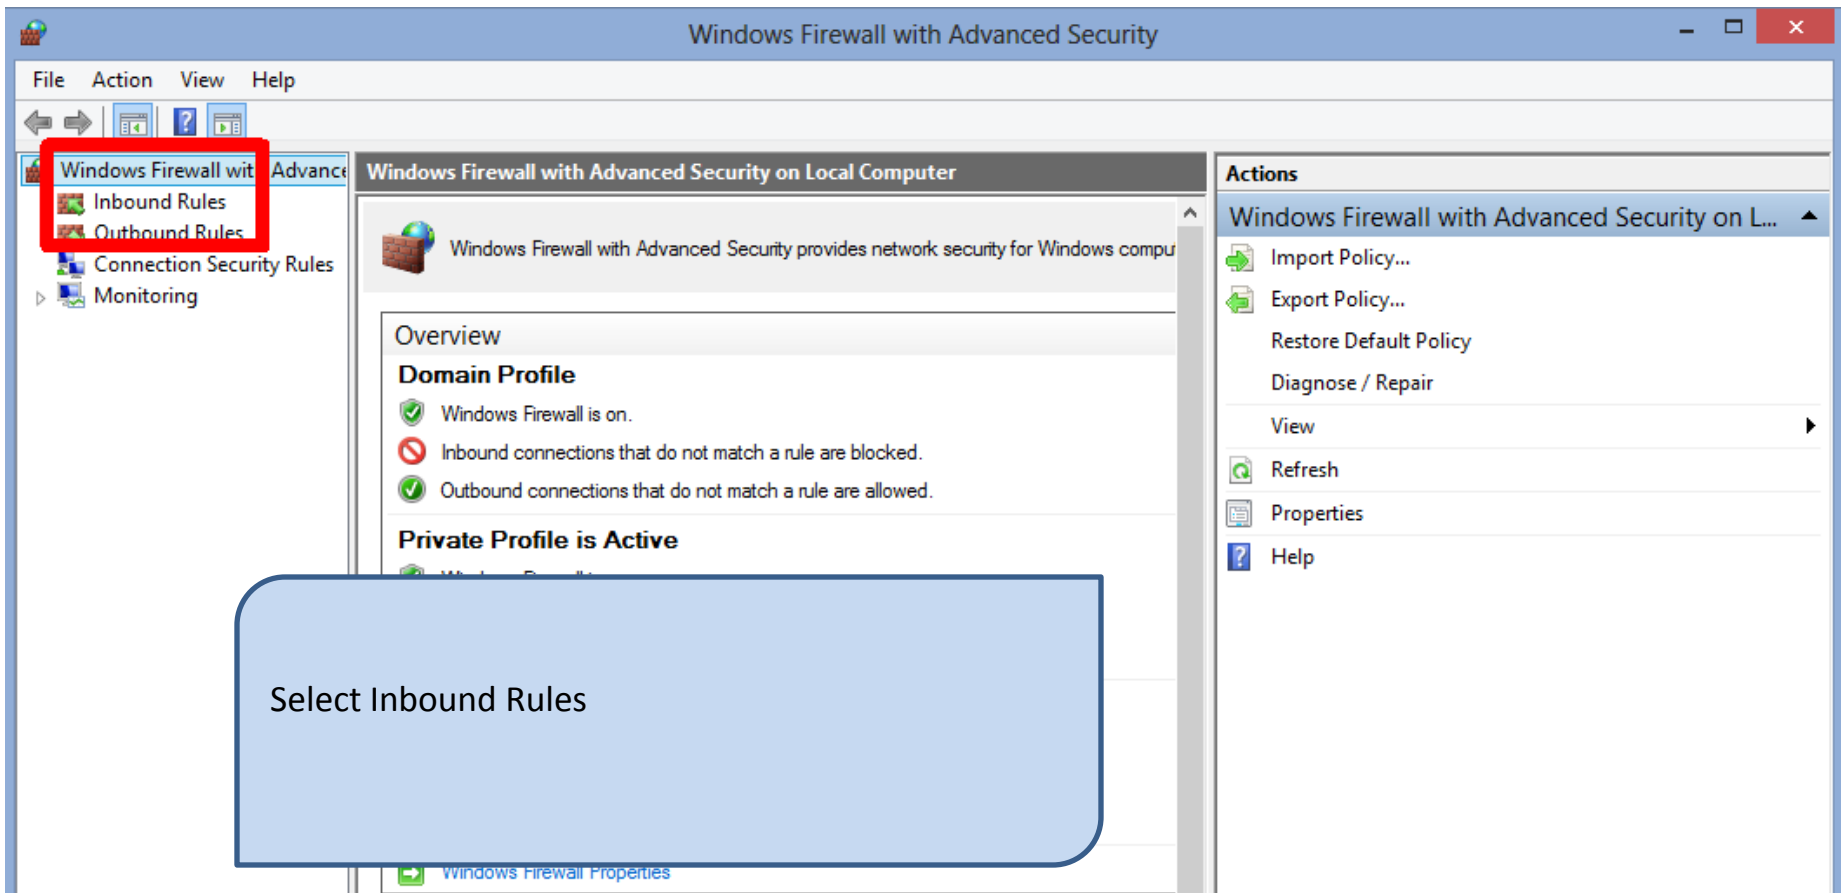 Windows Firewall with Advanced Security
File Action View Help
Windows Firewall with Advance
Inbound Rules
Outbound Rules
Connection Security Rules
Monitoring
Windows Firewall with Advanced Security on Local Computer
Windows Firewall with Advanced Security provides network security for Windows compu
Overview
Domain Profile
Windows Firewall is on.
Inbound connections that do not match a rule are blocked.
Outbound connections that do not match a rule are allowed.
Private Profile is Active
Select Inbound Rules
Windows Firewall Properties
Actions
Windows Firewall with Advanced Security on L...
Import Policy...
Export Policy...
Restore Default Policy
Diagnose / Repair
View
Refresh
Properties
Help